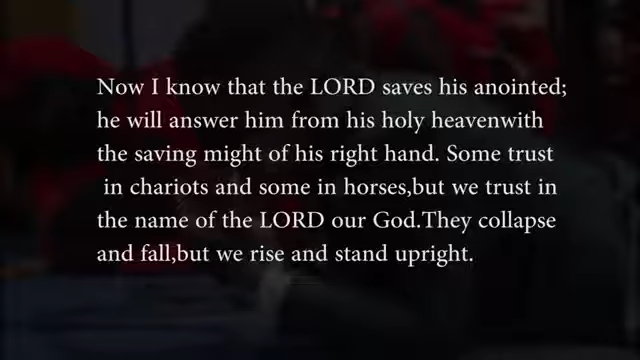 Now I know that the LORD saves his anointed;
he will answer him from his holy heavenwith
the saving might of his right hand. Some trust
in chariots and some in horses,but we trust in
the name of the LORD our God.They collapse
and fall,but we rise and stand upright.